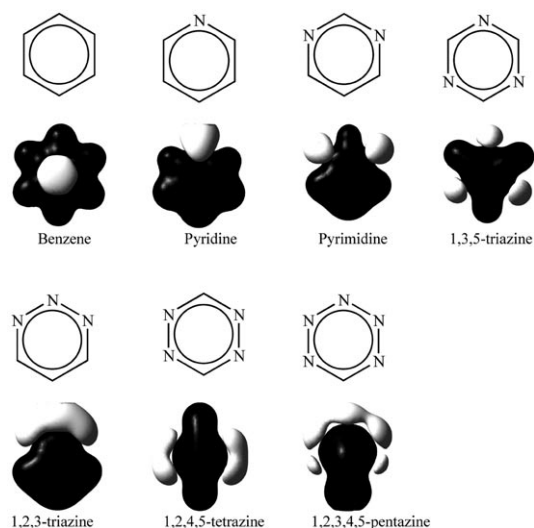 N
N N
N N
Benzene
Pyridine
Pyrimidine
1,3,5-triazine
N
N N
N N
N N
N
N N
N N
1,2,3-triazine
1,2,4,5-tetrazine
1,2,3,4,5-pentazine